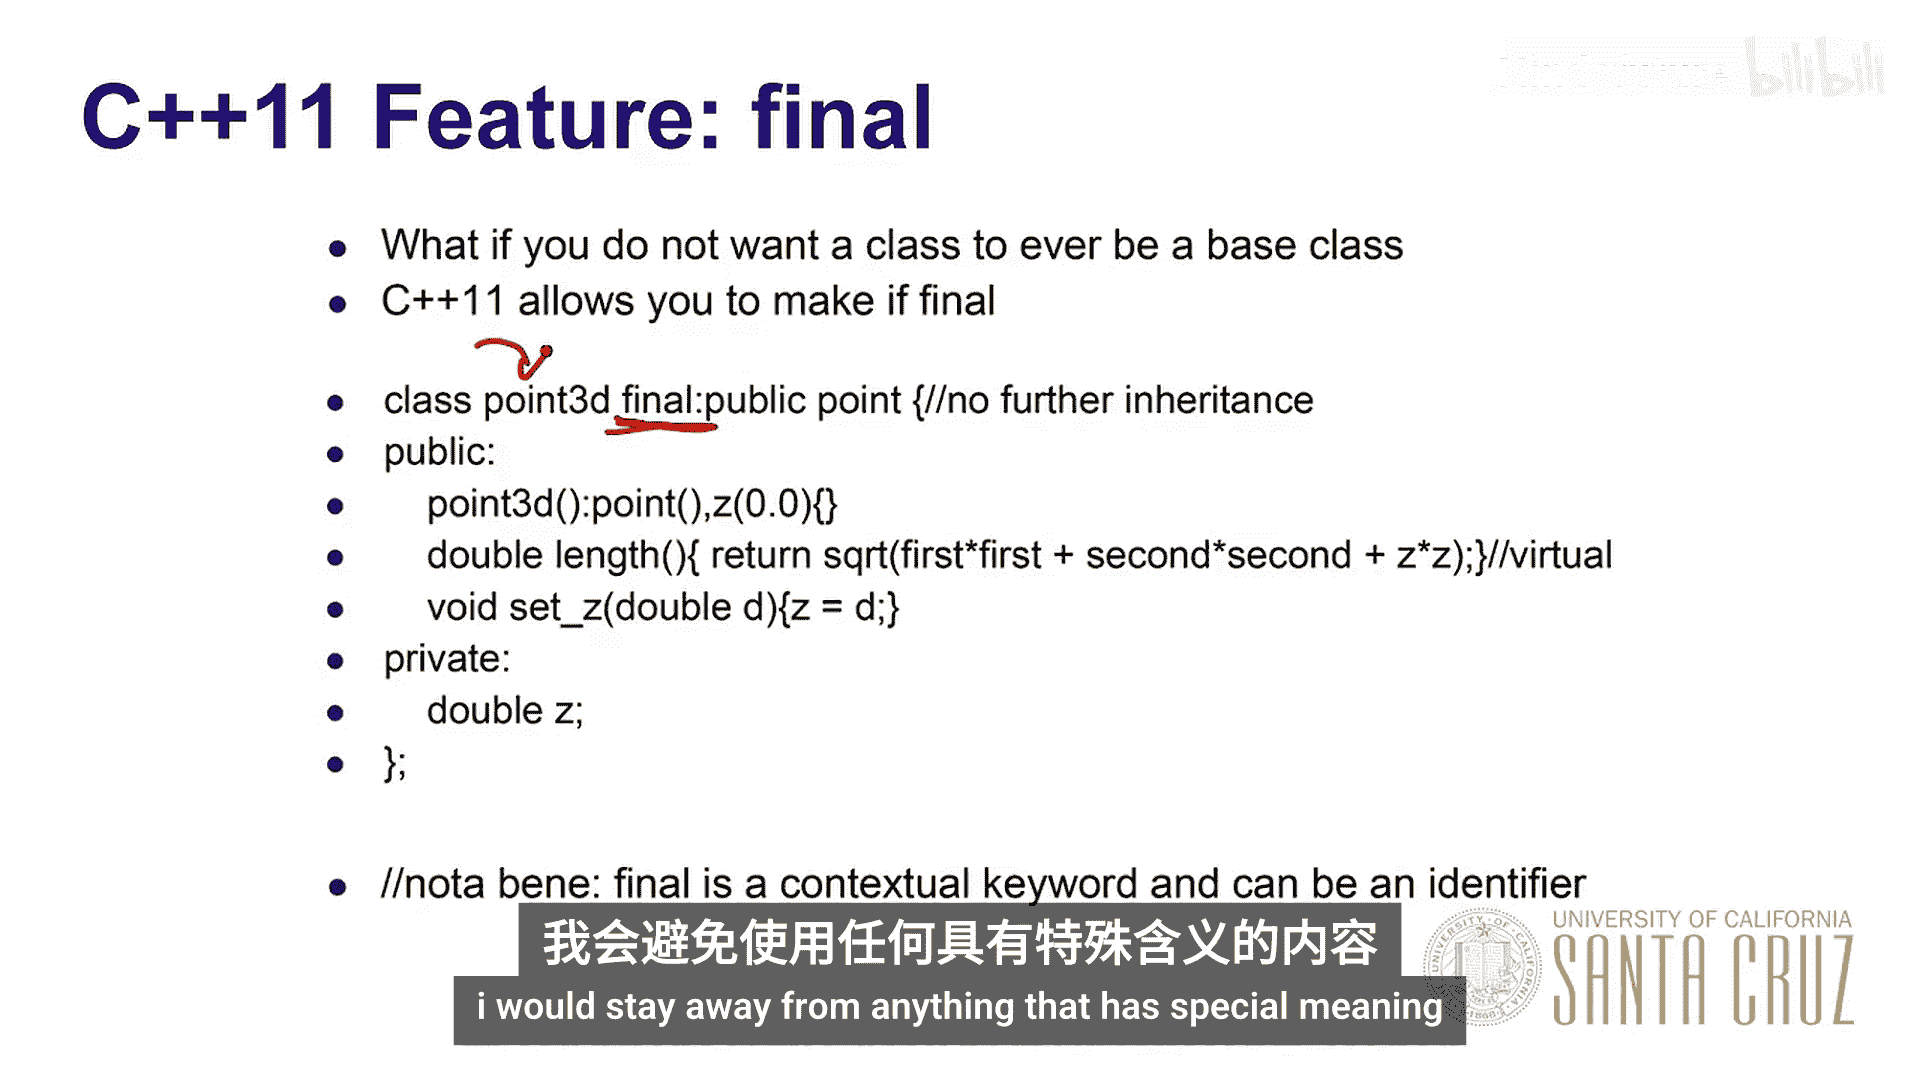 bilibili
C++11 Feature: final
• What if you do not want a class to ever be a base class
• C++11 allows you to make if final
• class point3d final:public point {//no further inheritance
• public:
• point3d():point(),z(0.0){}
• double length(){ return sqrt(first*first + second*second + z*z);}//virtual
• void set_z(double d){z = d;}
• private:
• double z;
• };
• //nota bene: final is a contextual keyword and can be an identifier
我会避免使用任何具有特殊含义的内容
i would stay away from anything that has special meaning
UNIVERSITY OF CALIFORNIA
SANTA CRUZ